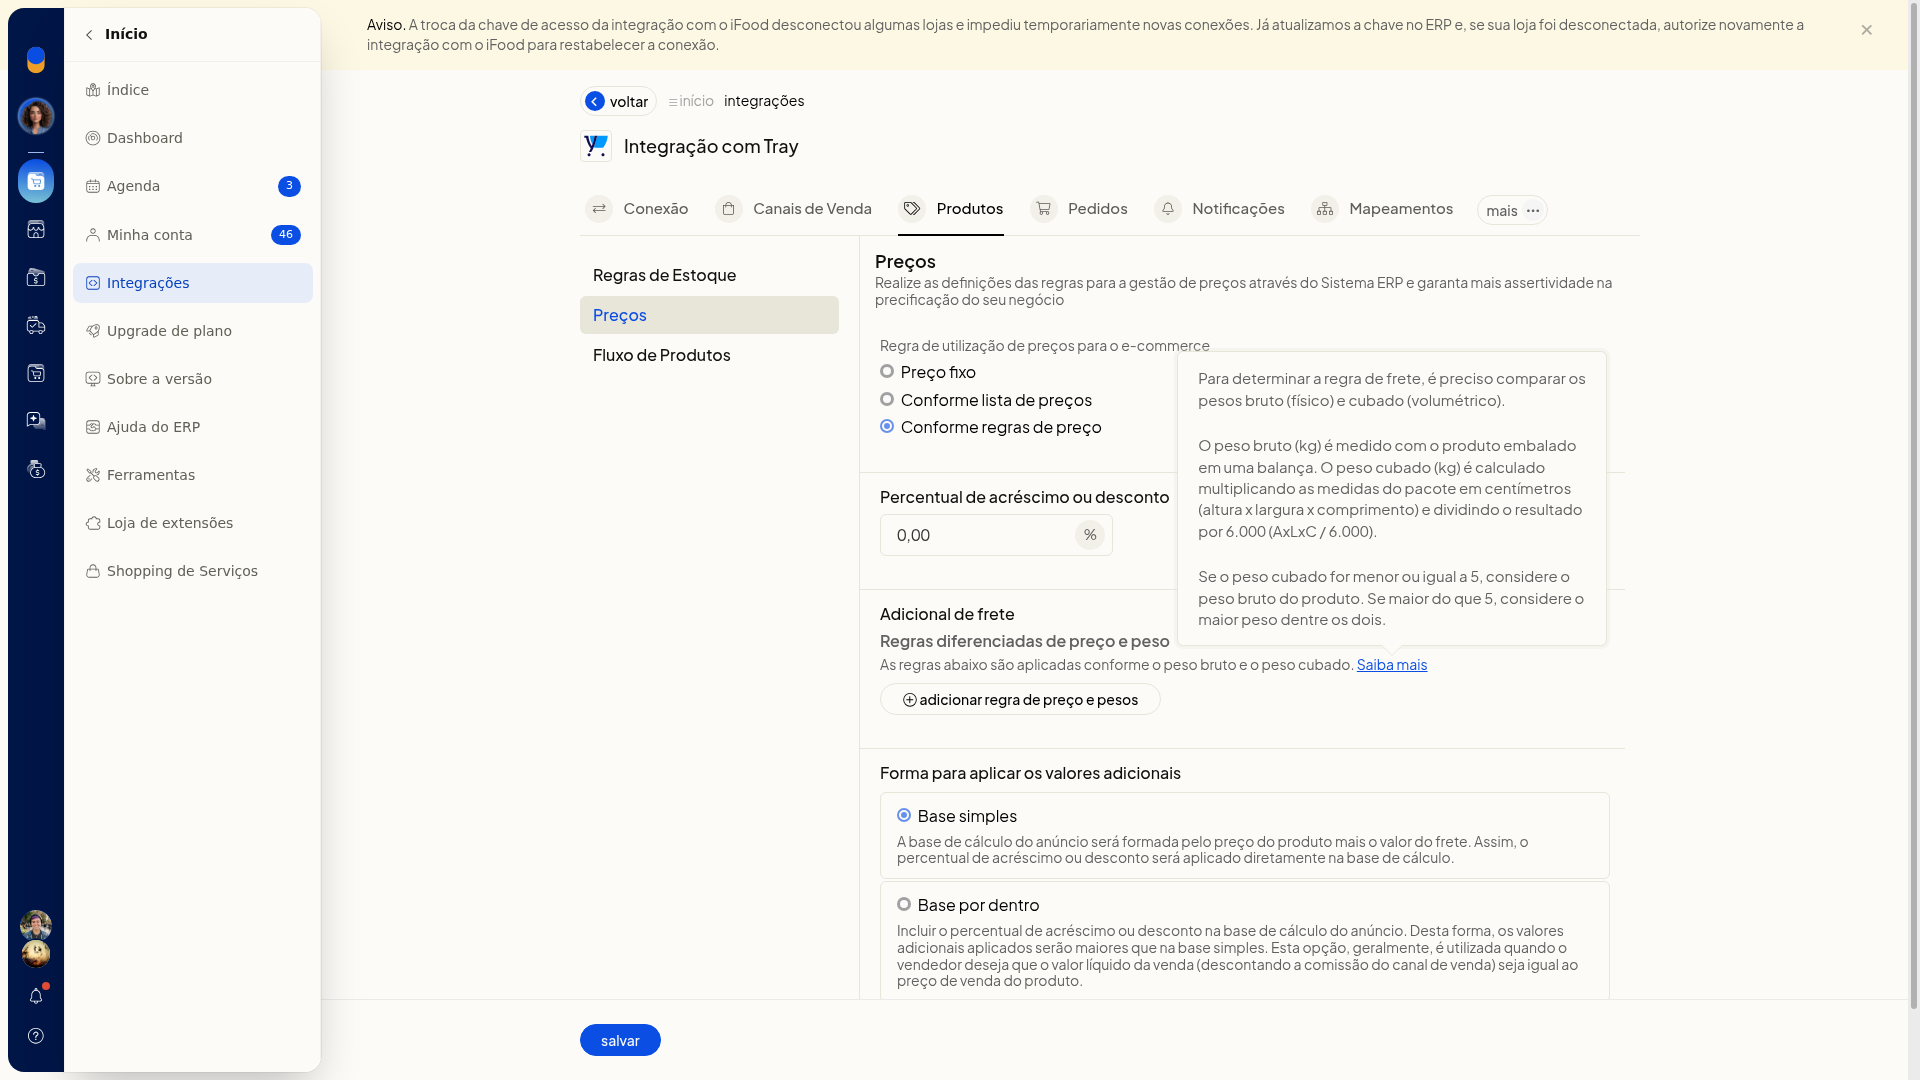 Aviso. A troca da chave de acesso da integração com o iFood desconectou algumas lojas e impediu temporariamente novas conexões. Já atualizamos a chave no ERP e, se sua loja foi desconectada, autorize novamente a
integração com o iFood para restabelecer a conexão.
Início
Índice
Dashboard
Agenda
3
Minha conta
46
Integrações
Upgrade de plano
Sobre a versão
Ajuda do ERP
Ferramentas
Loja de extensões
Shopping de Serviços
voltar
início
integrações
Integração com Tray
Conexão
Canais de Venda
Produtos
Pedidos
Notificações
Mapeamentos
mais
Regras de Estoque
Preços
Fluxo de Produtos
Preços
Realize as definições das regras para a gestão de preços através do Sistema ERP e garanta mais assertividade na
precificação do seu negócio
Regra de utilização de preços para o e-commerce
Preço fixo
Conforme lista de preços
Conforme regras de preço
Percentual de acréscimo ou desconto
0,00
%
Para determinar a regra de frete, é preciso comparar os
pesos bruto (físico) e cubado (volumétrico).
O peso bruto (kg) é medido com o produto embalado
em uma balança. O peso cubado (kg) é calculado
multiplicando as medidas do pacote em centímetros
(altura x largura x comprimento) e dividindo o resultado
por 6.000 (AxLxC / 6.000).
Se o peso cubado for menor ou igual a 5, considere o
peso bruto do produto. Se maior do que 5, considere o
maior peso dentre os dois.
Adicional de frete
Regras diferenciadas de preço e peso
As regras abaixo são aplicadas conforme o peso bruto e o peso cubado. Saiba mais
adicionar regra de preço e pesos
Forma para aplicar os valores adicionais
Base simples
A base de cálculo do anúncio será formada pelo preço do produto mais o valor do frete. Assim, o
percentual de acréscimo ou desconto será aplicado diretamente na base de cálculo.
Base por dentro
Incluir o percentual de acréscimo ou desconto na base de cálculo do anúncio. Desta forma, os valores
adicionais aplicados serão maiores que na base simples. Esta opção, geralmente, é utilizada quando o
vendedor deseja que o valor líquido da venda (descontando a comissão do canal de venda) seja igual ao
preço de venda do produto.
salvar